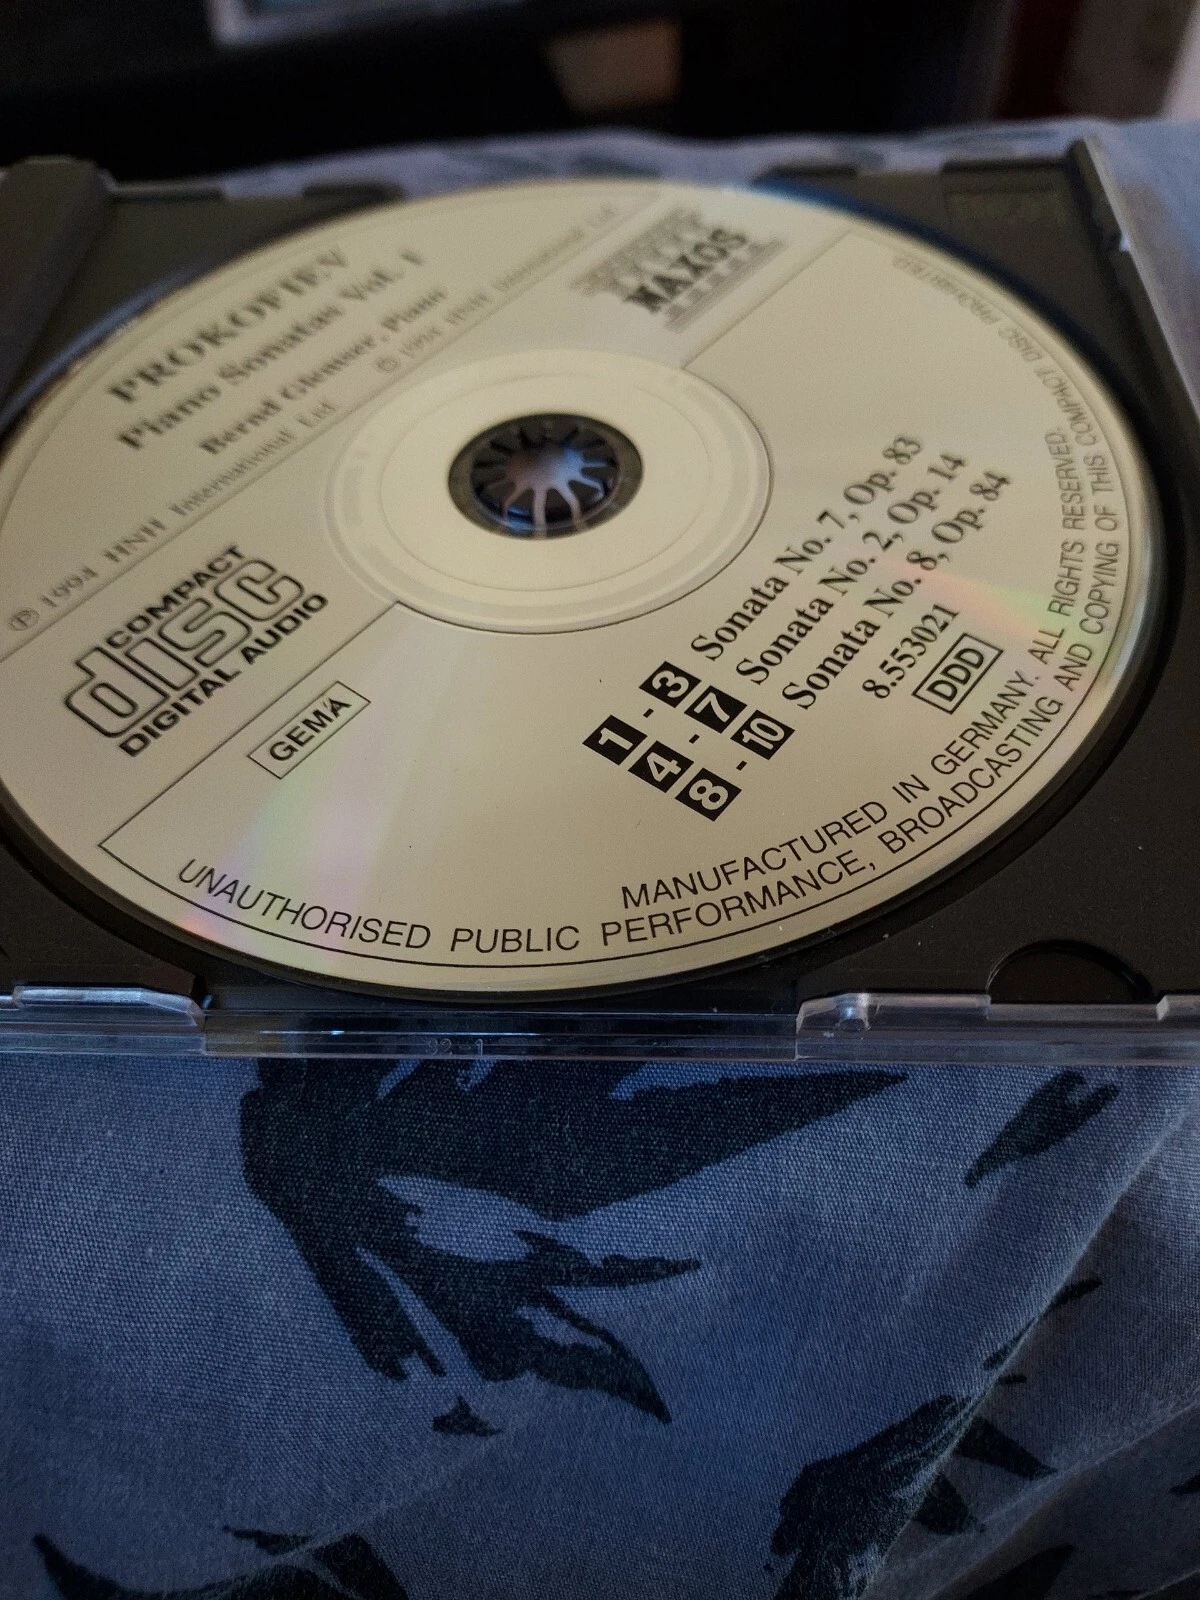 PROKOFIEV
Piano Sonatas Vol. 1
Bernd Glemser, Piano
℗ 1994 HNH International Ltd.
© 1994 HNH International Ltd.
NAXOS
COMPACT
disc
DIGITAL AUDIO
GEMA
1 - 3 Sonata No. 7, Op. 83
4 - 7 Sonata No. 2, Op. 14
8 - 10 Sonata No. 8, Op. 84
8.553021
DDD
MANUFACTURED IN GERMANY. ALL RIGHTS RESERVED.
UNAUTHORISED PUBLIC PERFORMANCE, BROADCASTING AND COPYING OF THIS COMPACT DISC PROHIBITED.